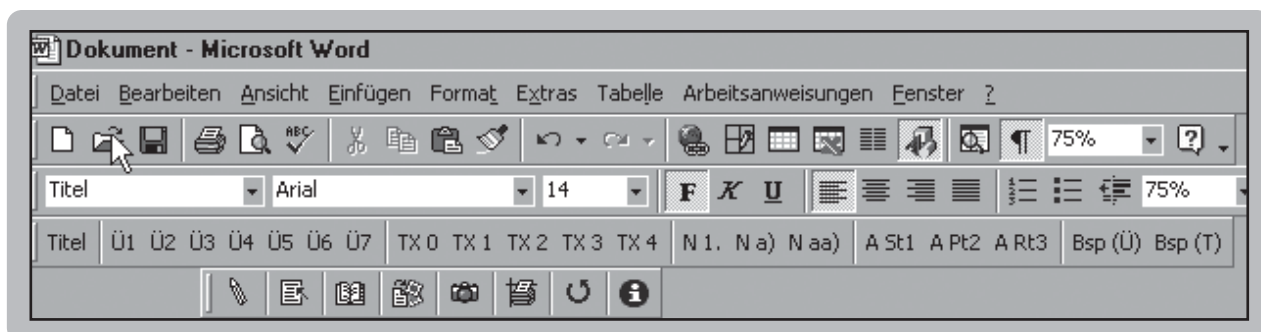 Dokument - Microsoft Word
Datei Bearbeiten Ansicht Einfügen Format Extras Tabelle Arbeitsanweisungen Fenster ?
ABC 75%
Titel Arial 14 F K U 75%
Titel Ü1 Ü2 Ü3 Ü4 Ü5 Ü6 Ü7 TX 0 TX 1 TX 2 TX 3 TX 4 N 1. N a) N aa) A St1 A Pt2 A Rt3 Bsp (Ü) Bsp (T)